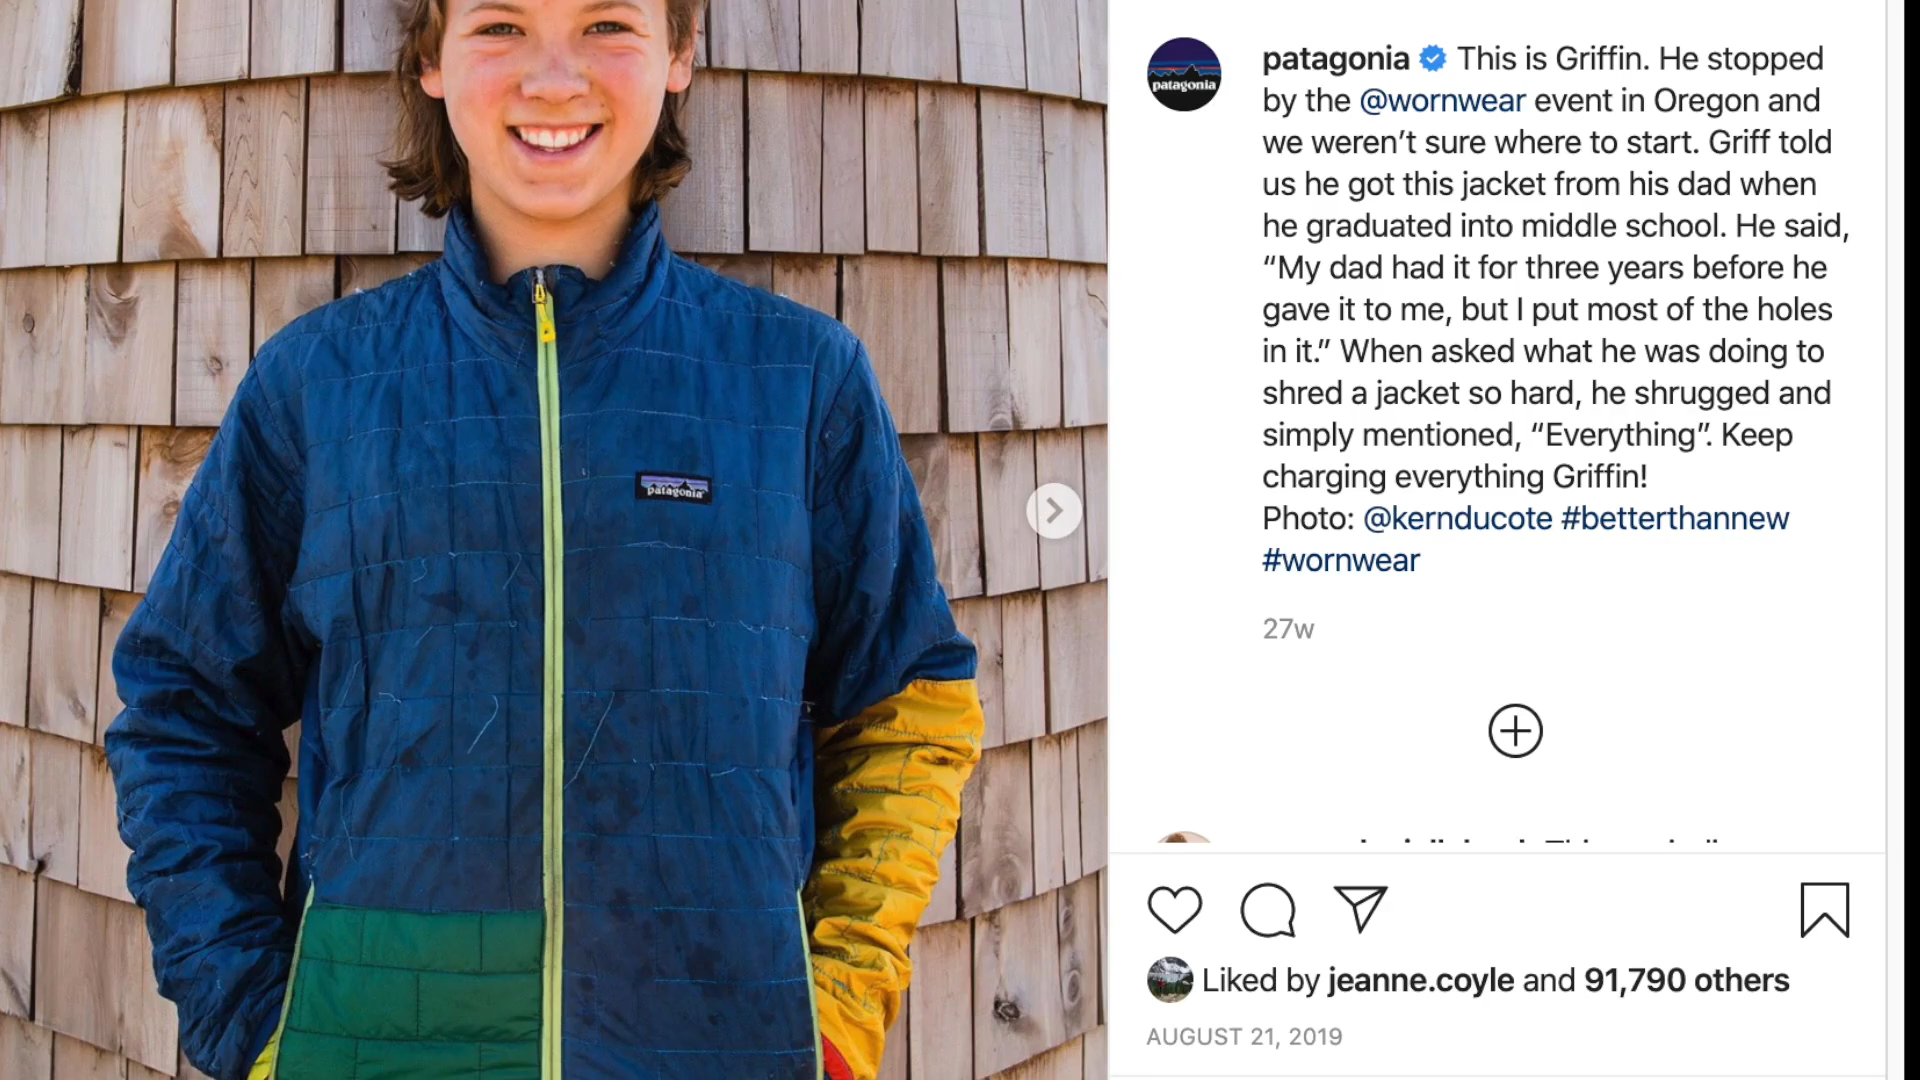 patagonia This is Griffin. He stopped
by the @wornwear event in Oregon and
we weren’t sure where to start. Griff told
us he got this jacket from his dad when
he graduated into middle school. He said,
“My dad had it for three years before he
gave it to me, but I put most of the holes
in it.” When asked what he was doing to
shred a jacket so hard, he shrugged and
simply mentioned, “Everything”. Keep
charging everything Griffin!
Photo: @kernducote #betterthannew
#wornwear
27w
Liked by jeanne.coyle and 91,790 others
AUGUST 21, 2019
patagonia
patagonia